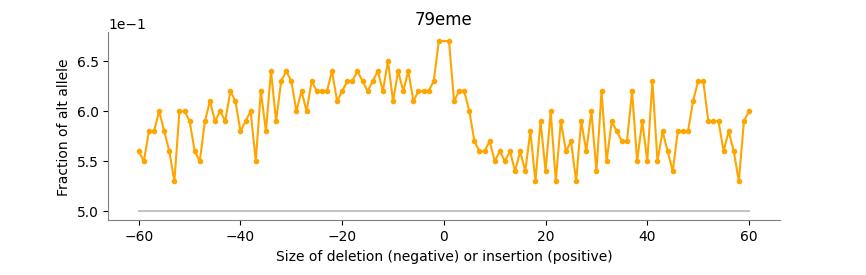 79eme
1e−1
6.5
6.0
5.5
5.0
Fraction of alt allele
−60 −40 −20 0 20 40 60
Size of deletion (negative) or insertion (positive)